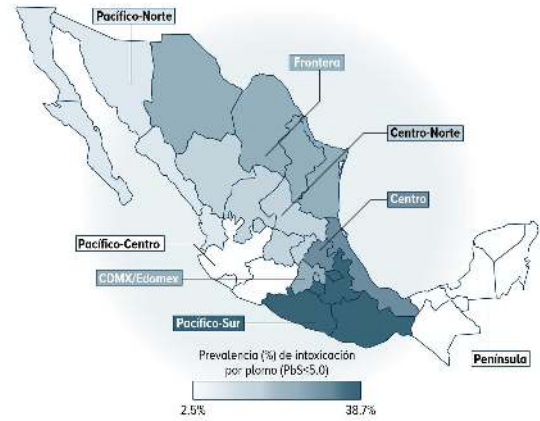 Pacífico-Norte
Frontera
Centro-Norte
Centro
Pacífico-Centro
CDMX/Edomex
Pacífico-Sur
Península
Prevalencia (%) de intoxicación
por plomo (PbS<5.0)
2.5%
38.7%